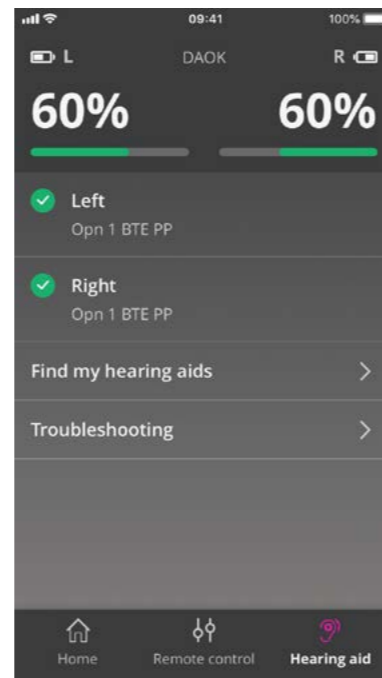 09:41 100%
L DAOK R
60% 60%
Left
Opn 1 BTE PP
Right
Opn 1 BTE PP
Find my hearing aids
Troubleshooting
Home Remote control Hearing aid